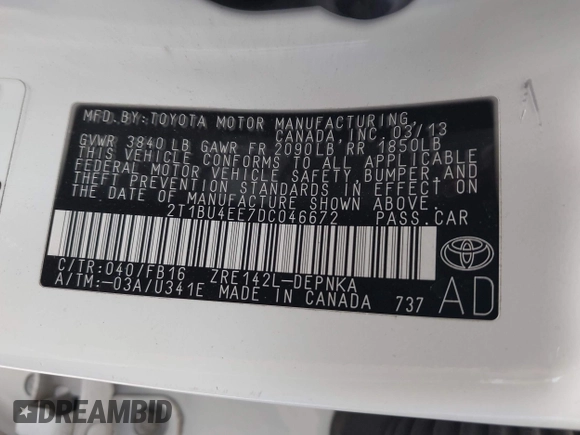 MFD.BY:TOYOTA MOTOR MANUFACTURING,
CANADA,INC. 03/13
GVWR 3840 LB GAWR FR 2090LB,RR 1850LB
THIS VEHICLE CONFORMS TO ALL APPLICABLE
FEDERAL MOTOR VEHICLE SAFETY BUMPER AND
THEFT PREVENTION STANDARDS IN EFFECT ON
THE DATE OF MANUFACTURE SHOWN ABOVE.
2T1BU4EE7DC046672 PASS.CAR
C/TR:040/FB16 ZRE142L-DEPNKA
A/TM:-03A/U341E MADE IN CANADA 737
TOYOTA
AD
DREAMBID